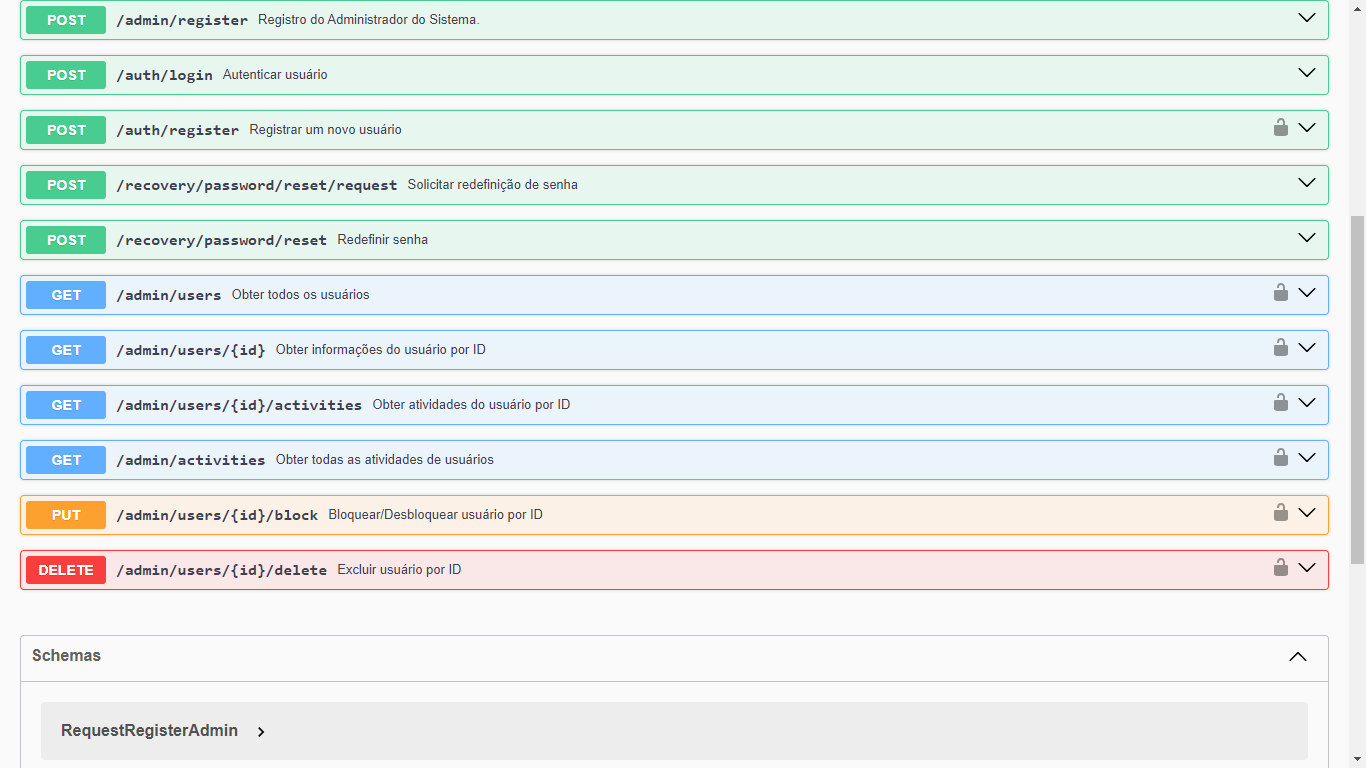 POST /admin/register Registro do Administrador do Sistema.
POST /auth/login Autenticar usuário
POST /auth/register Registrar um novo usuário
POST /recovery/password/reset/request Solicitar redefinição de senha
POST /recovery/password/reset Redefinir senha
GET /admin/users Obter todos os usuários
GET /admin/users/{id} Obter informações do usuário por ID
GET /admin/users/{id}/activities Obter atividades do usuário por ID
GET /admin/activities Obter todas as atividades de usuários
PUT /admin/users/{id}/block Bloquear/Desbloquear usuário por ID
DELETE /admin/users/{id}/delete Excluir usuário por ID
Schemas
RequestRegisterAdmin